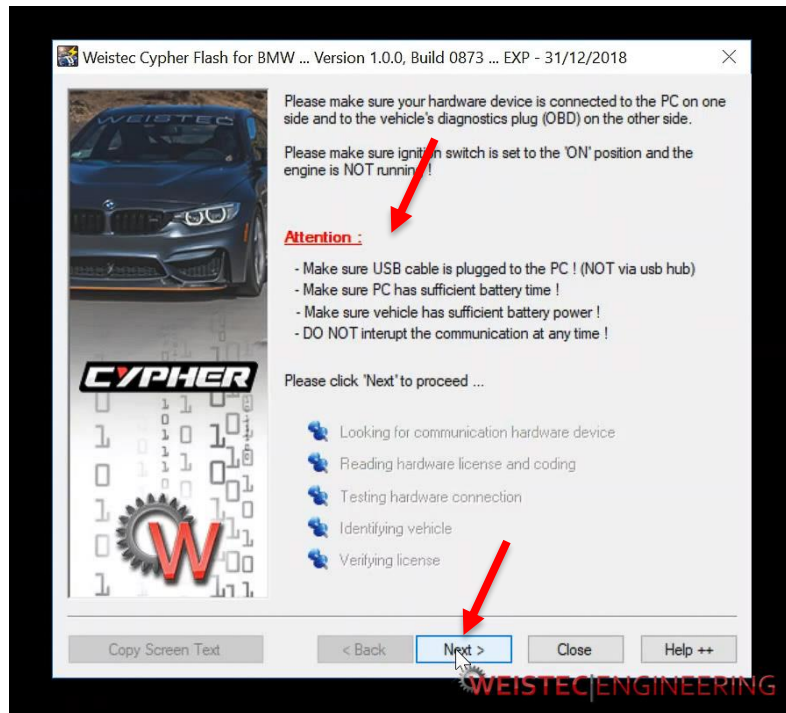 Weistec Cypher Flash for BMW ... Version 1.0.0, Build 0873 ... EXP - 31/12/2018
WEISTEC
Please make sure your hardware device is connected to the PC on one
side and to the vehicle's diagnostics plug (OBD) on the other side.
Please make sure ignition switch is set to the 'ON' position and the
engine is NOT running !
Attention :
- Make sure USB cable is plugged to the PC ! (NOT via usb hub)
- Make sure PC has sufficient battery time !
- Make sure vehicle has sufficient battery power !
- DO NOT interupt the communication at any time !
CYPHER
Please click 'Next' to proceed ...
Looking for communication hardware device
Reading hardware license and coding
Testing hardware connection
Identifying vehicle
Verifying license
W
Copy Screen Text
< Back
Next >
Close
Help ++
WEISTEC|ENGINEERING